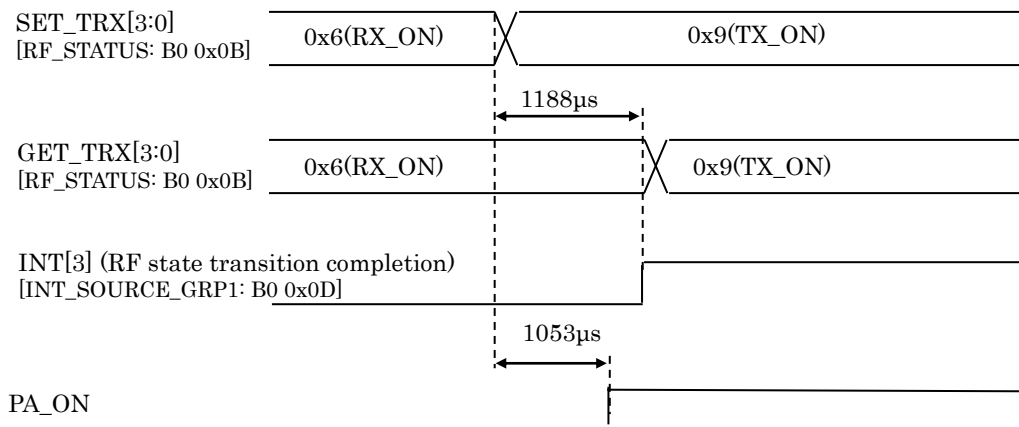 SET_TRX[3:0]
[RF_STATUS: B0 0x0B]
0x6(RX_ON)
0x9(TX_ON)
1188μs
GET_TRX[3:0]
[RF_STATUS: B0 0x0B]
0x6(RX_ON)
0x9(TX_ON)
INT[3] (RF state transition completion)
[INT_SOURCE_GRP1: B0 0x0D]
1053μs
PA_ON